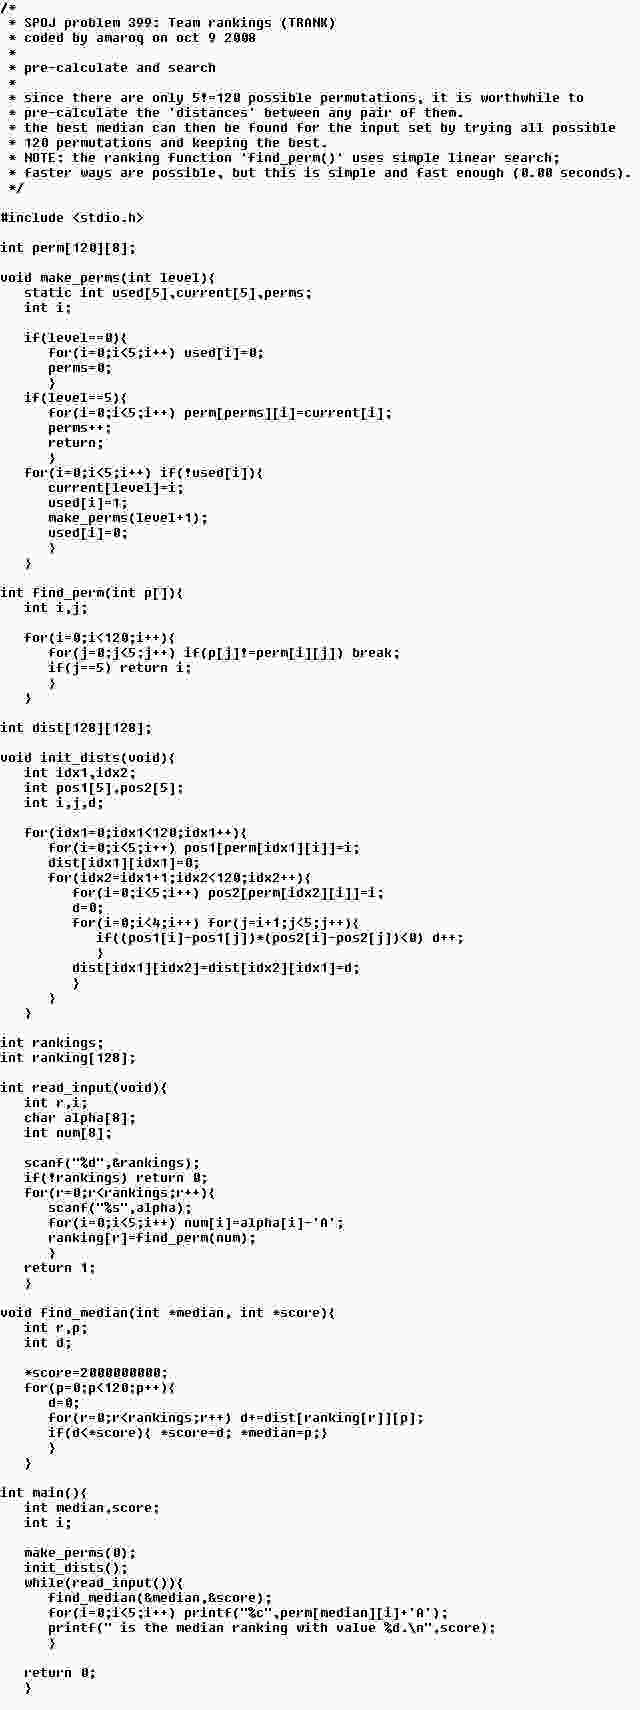 /*
 * SPOJ problem 399: Team rankings (TRANK)
 * coded by amaroq on oct 9 2008
 *
 * pre-calculate and search
 *
 * since there are only 5!=120 possible permutations, it is worthwhile to
 * pre-calculate the 'distances' between any pair of them.
 * the best median can then be found for the input set by trying all possible
 * 120 permutations and keeping the best.
 * NOTE: the ranking function 'find_perm()' uses simple linear search;
 * faster ways are possible, but this is simple and fast enough (0.00 seconds).
 */

#include <stdio.h>

int perm[120][8];

void make_perms(int level){
   static int used[5],current[5],perms;
   int i;

   if(level==0){
      for(i=0;i<5;i++) used[i]=0;
      perms=0;
      }
   if(level==5){
      for(i=0;i<5;i++) perm[perms][i]=current[i];
      perms++;
      return;
      }
   for(i=0;i<5;i++) if(!used[i]){
      current[level]=i;
      used[i]=1;
      make_perms(level+1);
      used[i]=0;
      }
   }

int find_perm(int p[]){
   int i,j;

   for(i=0;i<120;i++){
      for(j=0;j<5;j++) if(p[j]!=perm[i][j]) break;
      if(j==5) return i;
      }
   }

int dist[128][128];

void init_dists(void){
   int idx1,idx2;
   int pos1[5],pos2[5];
   int i,j,d;

   for(idx1=0;idx1<120;idx1++){
      for(i=0;i<5;i++) pos1[perm[idx1][i]]=i;
      dist[idx1][idx1]=0;
      for(idx2=idx1+1;idx2<120;idx2++){
         for(i=0;i<5;i++) pos2[perm[idx2][i]]=i;
         d=0;
         for(i=0;i<4;i++) for(j=i+1;j<5;j++){
            if((pos1[i]-pos1[j])*(pos2[i]-pos2[j])<0) d++;
            }
         dist[idx1][idx2]=dist[idx2][idx1]=d;
         }
      }
   }

int rankings;
int ranking[128];

int read_input(void){
   int r,i;
   char alpha[8];
   int num[8];

   scanf("%d",&rankings);
   if(!rankings) return 0;
   for(r=0;r<rankings;r++){
      scanf("%s",alpha);
      for(i=0;i<5;i++) num[i]=alpha[i]-'A';
      ranking[r]=find_perm(num);
      }
   return 1;
   }

void find_median(int *median, int *score){
   int r,p;
   int d;

   *score=2000000000;
   for(p=0;p<120;p++){
      d=0;
      for(r=0;r<rankings;r++) d+=dist[ranking[r]][p];
      if(d<*score){ *score=d; *median=p;}
      }
   }

int main(){
   int median,score;
   int i;

   make_perms(0);
   init_dists();
   while(read_input()){
      find_median(&median,&score);
      for(i=0;i<5;i++) printf("%c",perm[median][i]+'A');
      printf(" is the median ranking with value %d.\n",score);
      }

   return 0;
   }